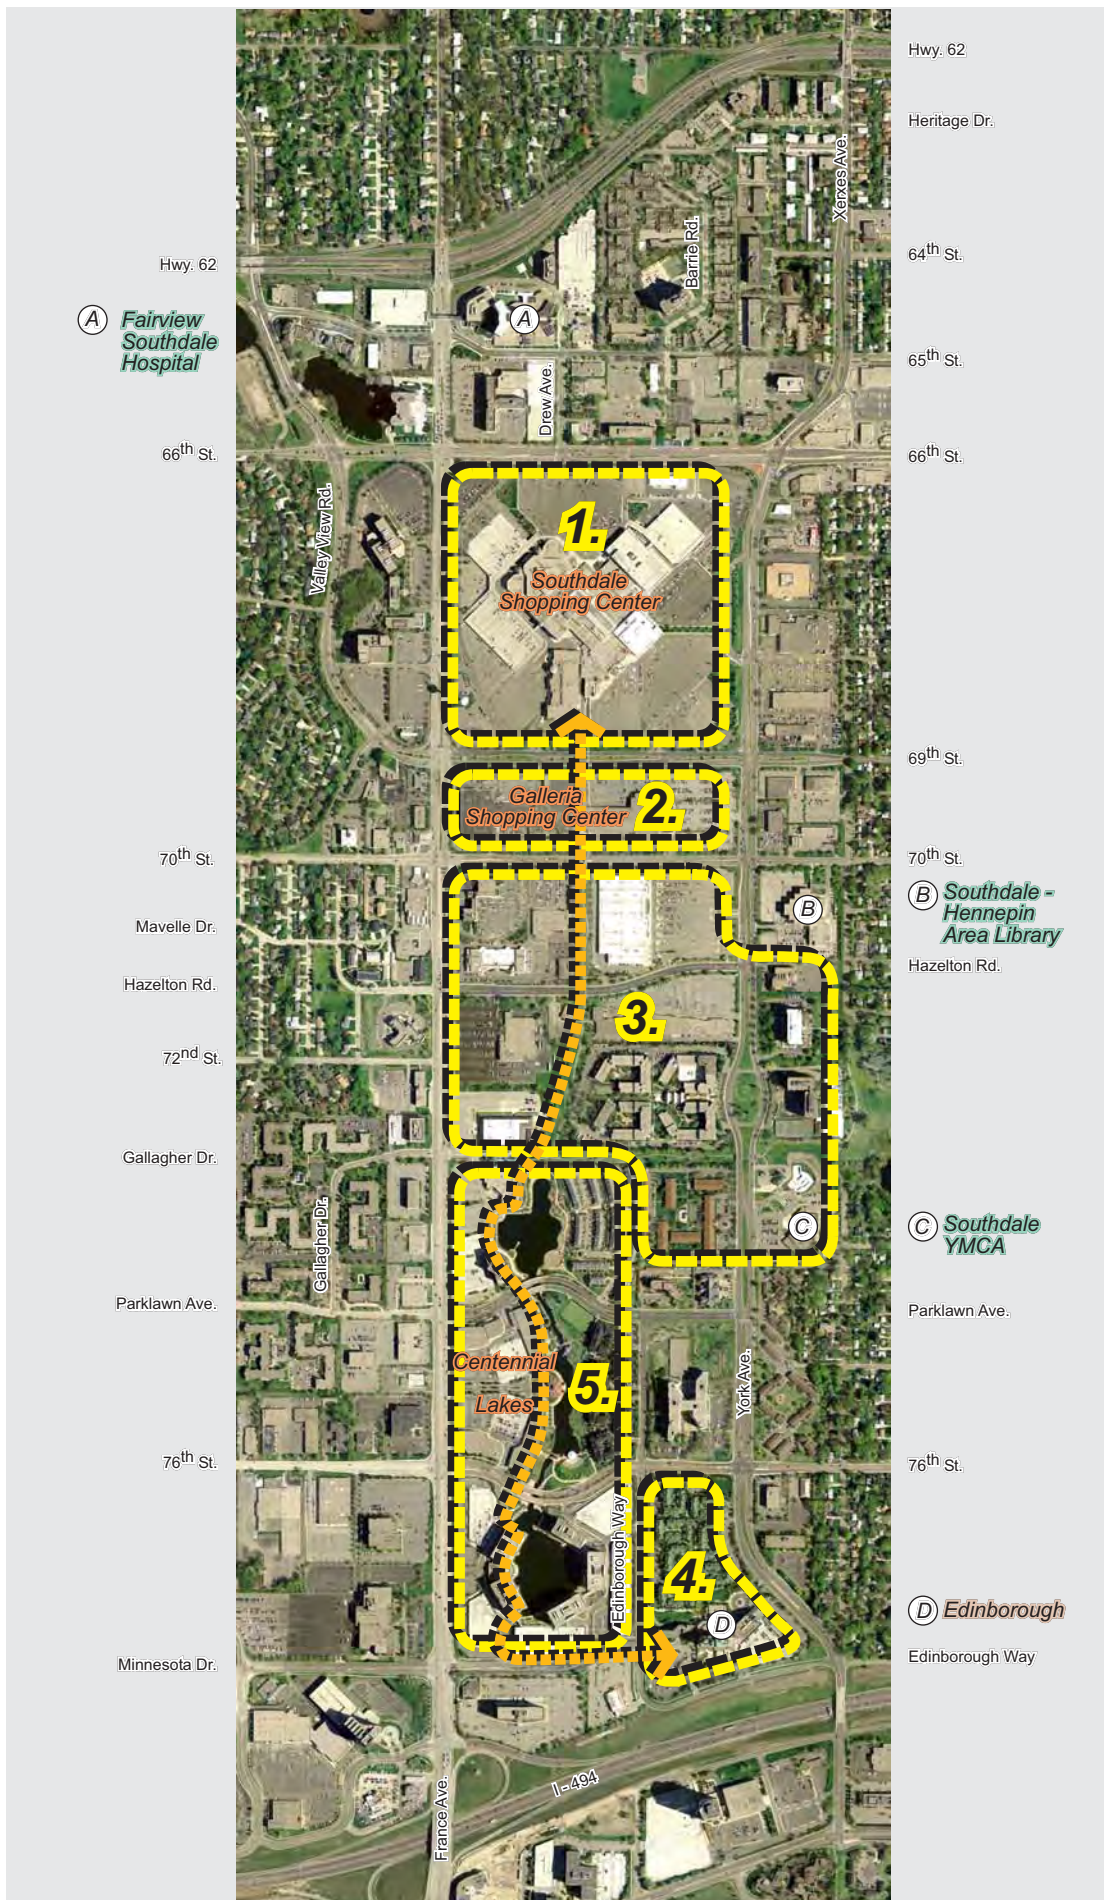 Hwy. 62
Heritage Dr.
Xerxes Ave.
Barrie Rd.
64th St.
Hwy. 62
A Fairview
Southdale
Hospital
A
65th St.
Drew Ave.
66th St.
66th St.
Valley View Rd.
1.
Southdale
Shopping Center
69th St.
Galleria
Shopping Center
2.
70th St.
70th St.
B Southdale -
Hennepin
Area Library
B
Mavelle Dr.
Hazelton Rd.
Hazelton Rd.
3.
72nd St.
Gallagher Dr.
Gallagher Dr.
C
C Southdale
YMCA
Parklawn Ave.
Parklawn Ave.
Centennial
Lakes
5.
York Ave.
76th St.
76th St.
Edinborough Way
4.
D
D Edinborough
Minnesota Dr.
Edinborough Way
I - 494
France Ave.